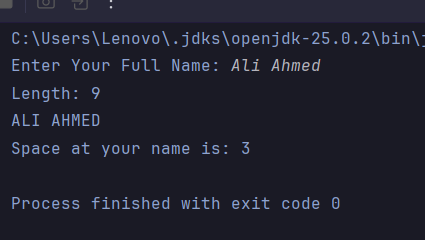 C:\Users\Lenovo\.jdks\openjdk-25.0.2\bin\j
Enter Your Full Name: Ali Ahmed
Length: 9
ALI AHMED
Space at your name is: 3
Process finished with exit code 0